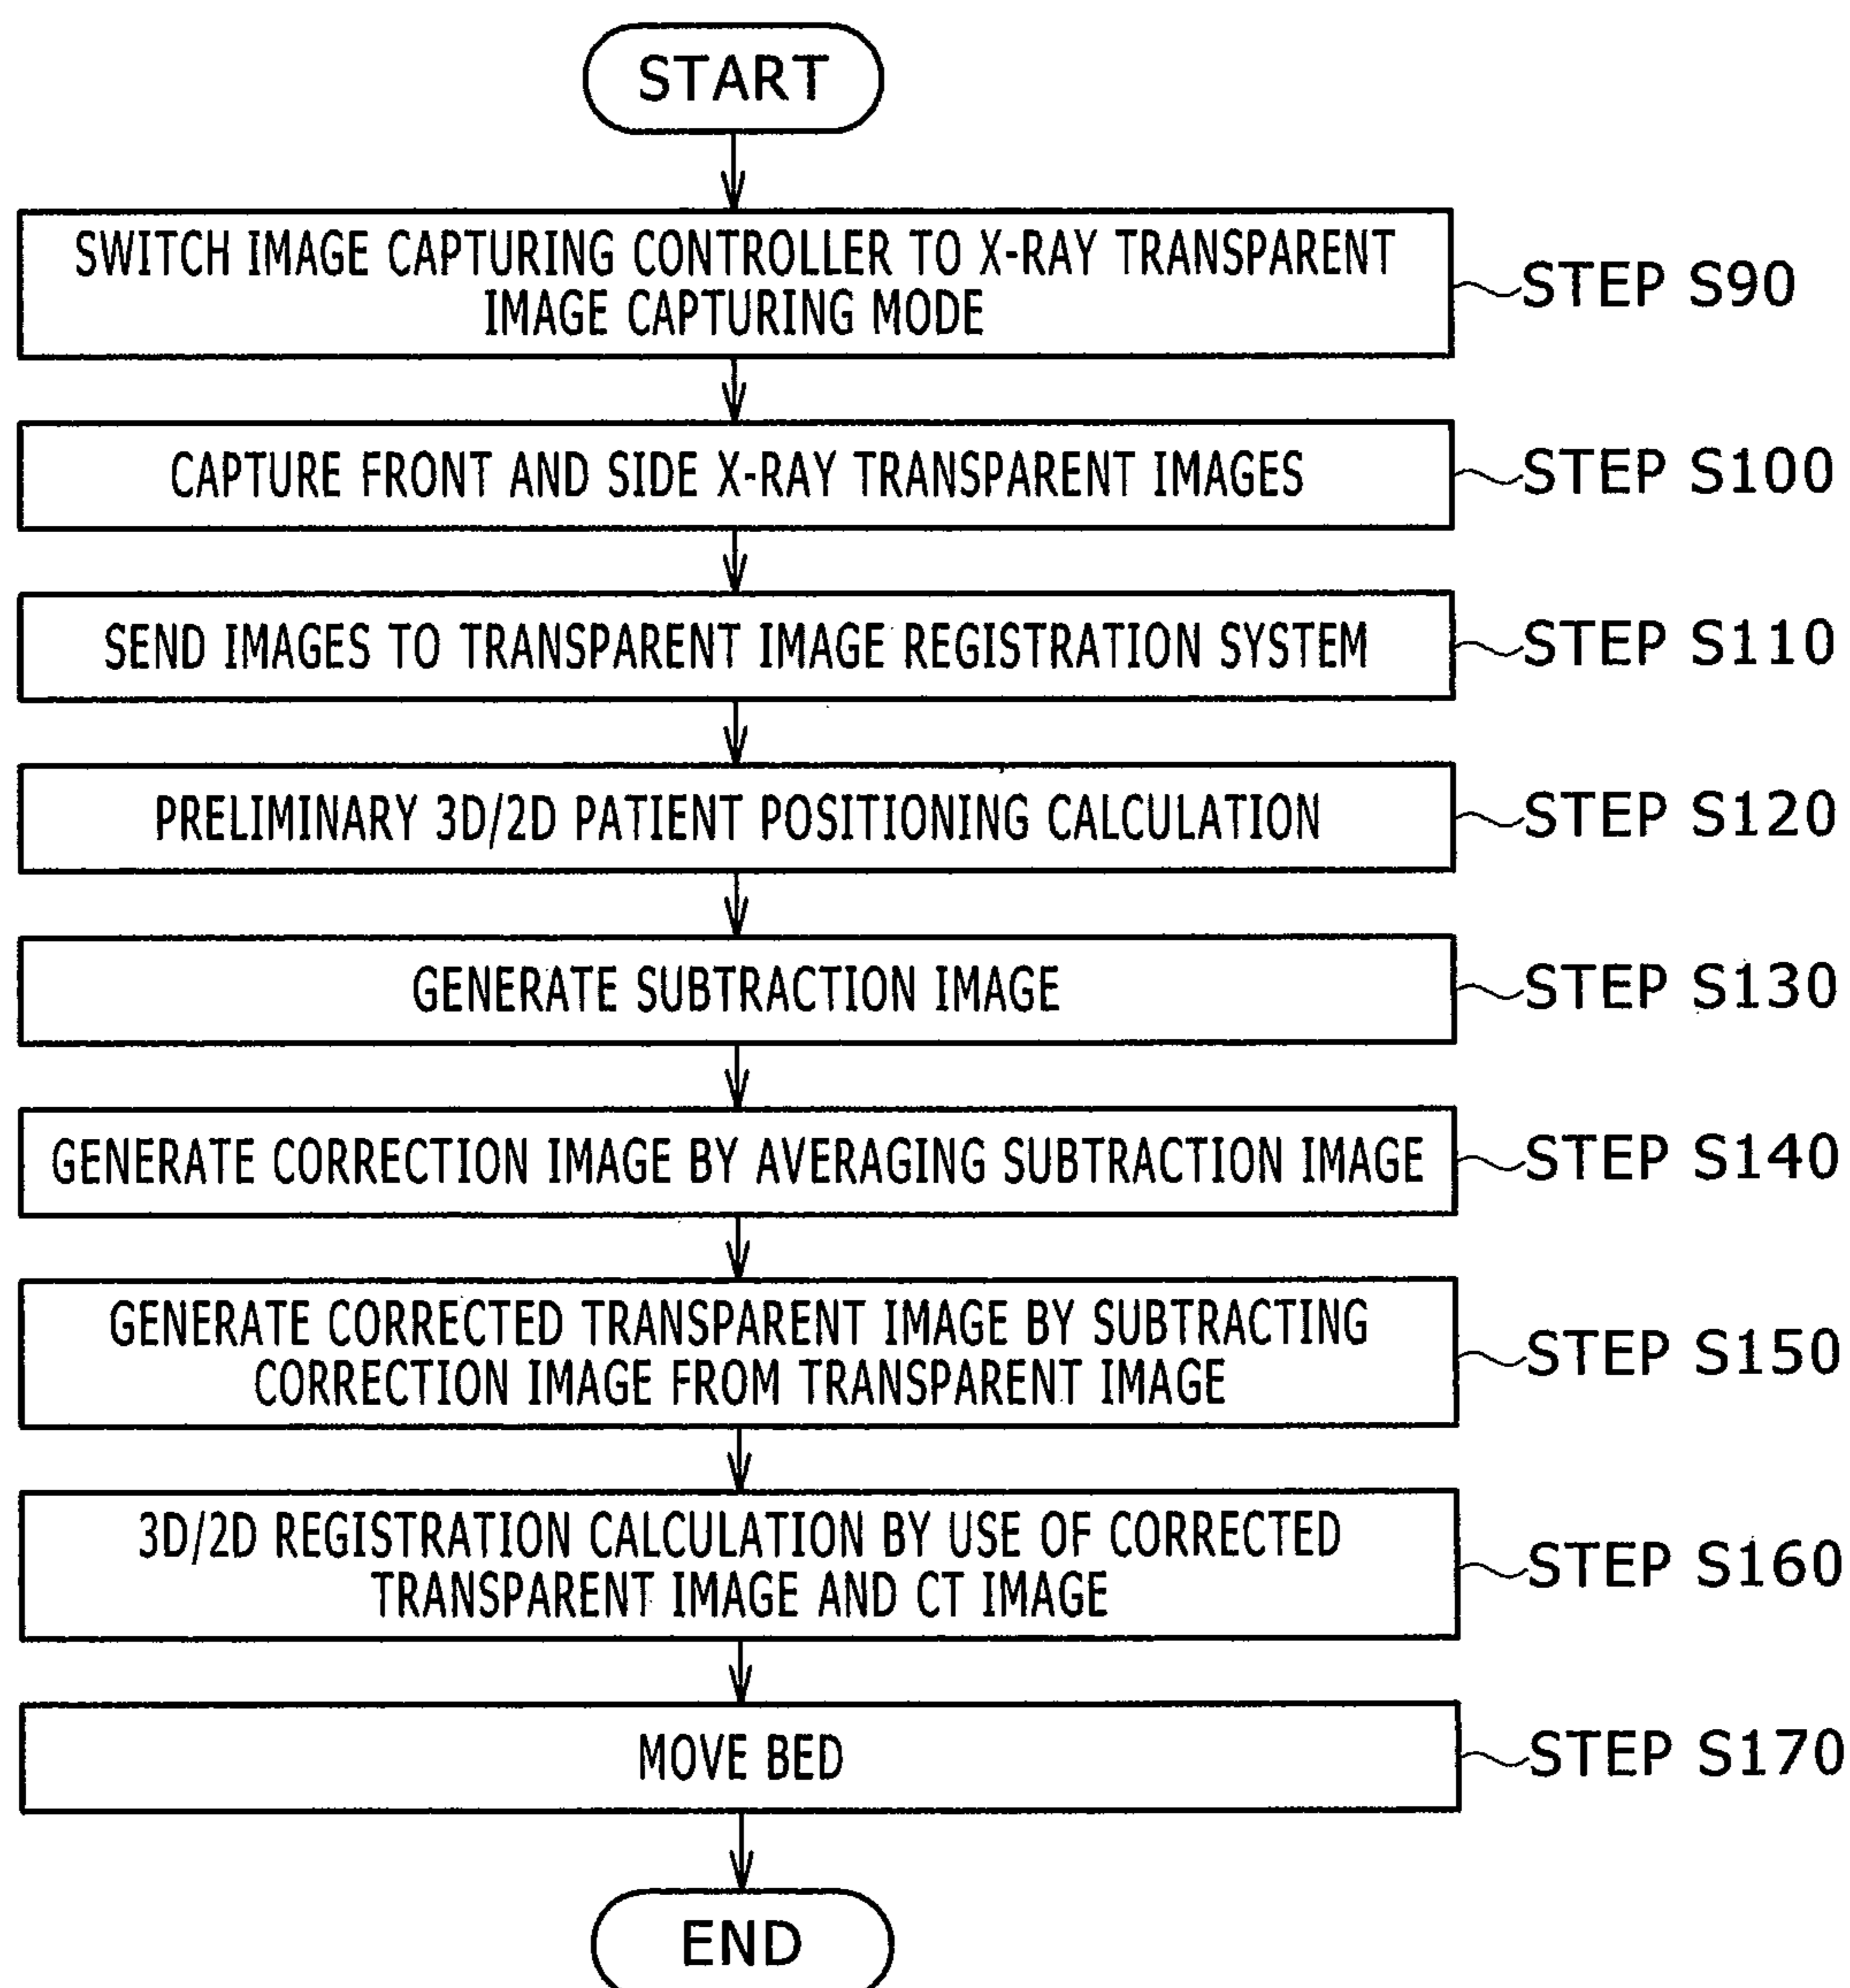 START
SWITCH IMAGE CAPTURING CONTROLLER TO X-RAY TRANSPARENT
IMAGE CAPTURING MODE
STEP S90
CAPTURE FRONT AND SIDE X-RAY TRANSPARENT IMAGES
STEP S100
SEND IMAGES TO TRANSPARENT IMAGE REGISTRATION SYSTEM
STEP S110
PRELIMINARY 3D/2D PATIENT POSITIONING CALCULATION
STEP S120
GENERATE SUBTRACTION IMAGE
STEP S130
GENERATE CORRECTION IMAGE BY AVERAGING SUBTRACTION IMAGE
STEP S140
GENERATE CORRECTED TRANSPARENT IMAGE BY SUBTRACTING
CORRECTION IMAGE FROM TRANSPARENT IMAGE
STEP S150
3D/2D REGISTRATION CALCULATION BY USE OF CORRECTED
TRANSPARENT IMAGE AND CT IMAGE
STEP S160
MOVE BED
STEP S170
END